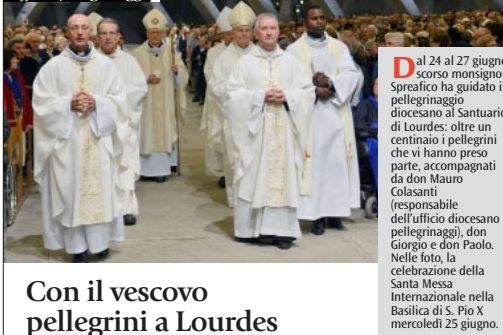 Con il vescovo
pellegrini a Lourdes
Dal 24 al 27 giugno
scorso monsignor
Spreafico ha guidato
pellegrinaggio
diocesano al Santuario
di Lourdes: oltre un
centinaio i pellegrini
che vi hanno preso
parte, accompagnati
da don Mauro
Colasanti
(responsabile
dell'ufficio diocesano
pellegrinaggi), don
Giorgio e don Paolo.
Nelle foto, la
celebrazione della
Santa Messa
Internazionale nella
Basilica di S. Pio X
mercoledì 25 giugno.